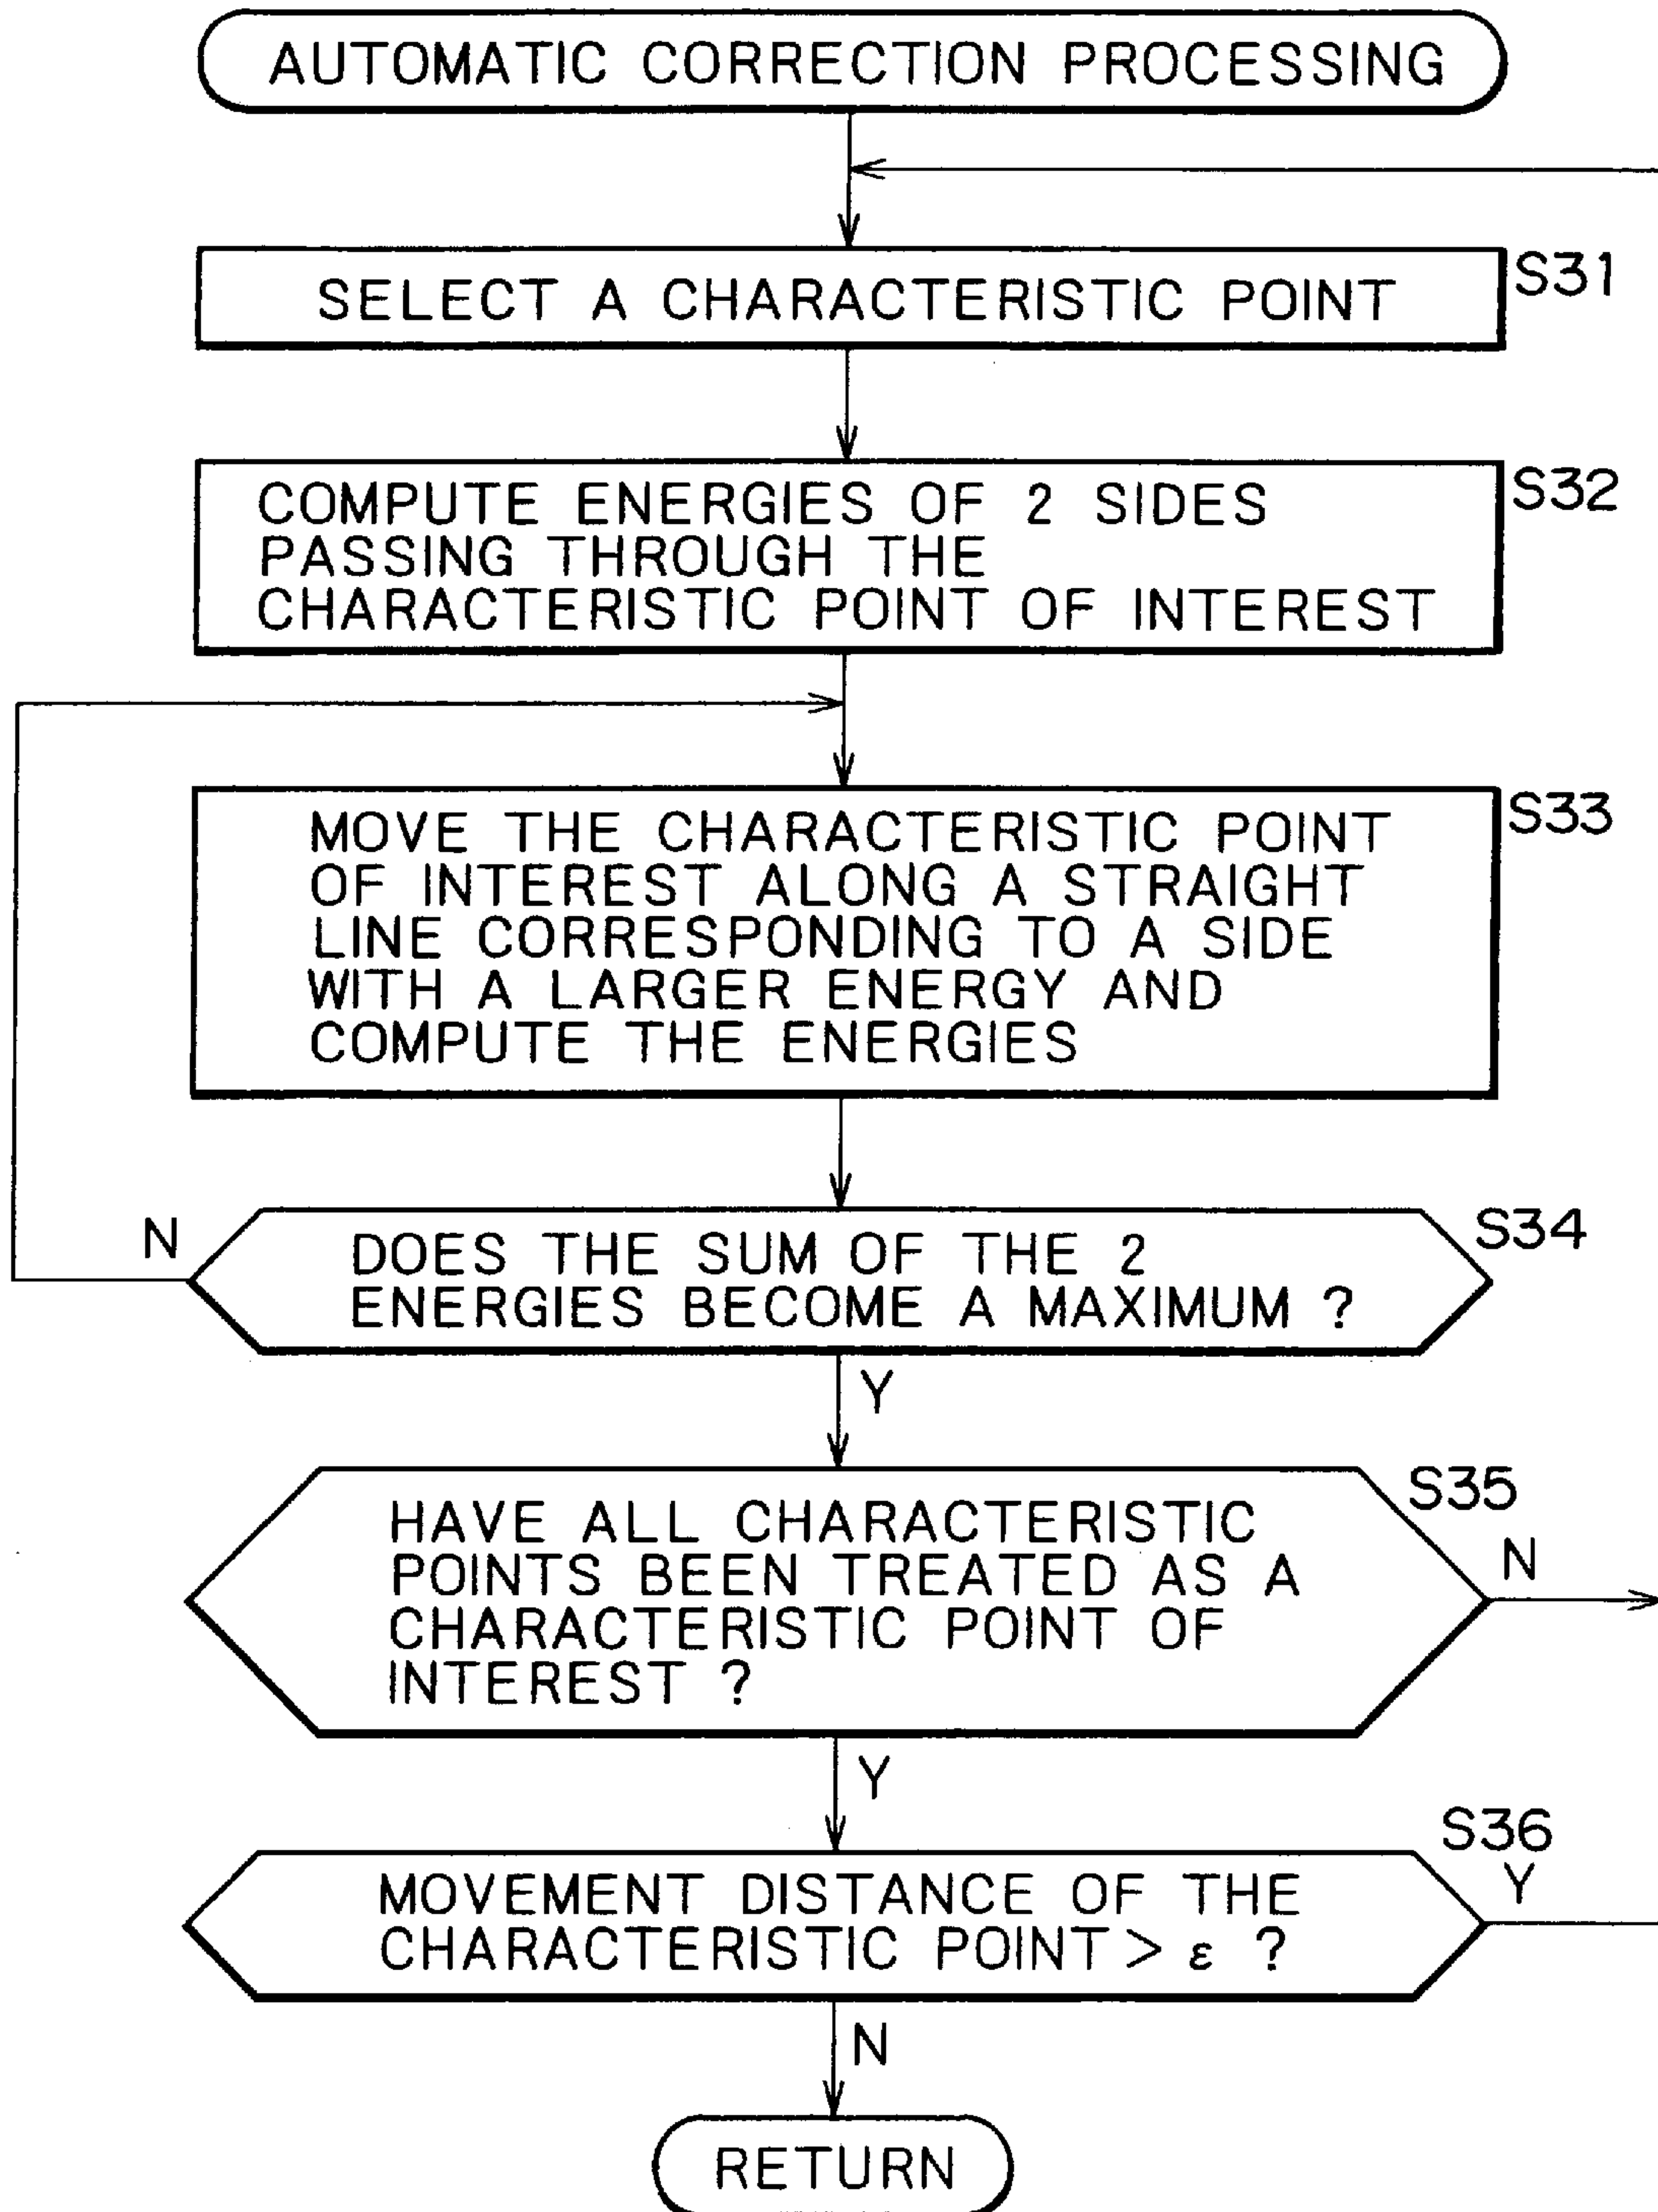 AUTOMATIC CORRECTION PROCESSING
SELECT A CHARACTERISTIC POINT
S31
COMPUTE ENERGIES OF 2 SIDES
PASSING THROUGH THE
CHARACTERISTIC POINT OF INTEREST
S32
MOVE THE CHARACTERISTIC POINT
OF INTEREST ALONG A STRAIGHT
LINE CORRESPONDING TO A SIDE
WITH A LARGER ENERGY AND
COMPUTE THE ENERGIES
S33
N
DOES THE SUM OF THE 2
ENERGIES BECOME A MAXIMUM ?
S34
Y
HAVE ALL CHARACTERISTIC
POINTS BEEN TREATED AS A
CHARACTERISTIC POINT OF
INTEREST ?
S35
N
Y
MOVEMENT DISTANCE OF THE
CHARACTERISTIC POINT > ε ?
S36
Y
N
RETURN